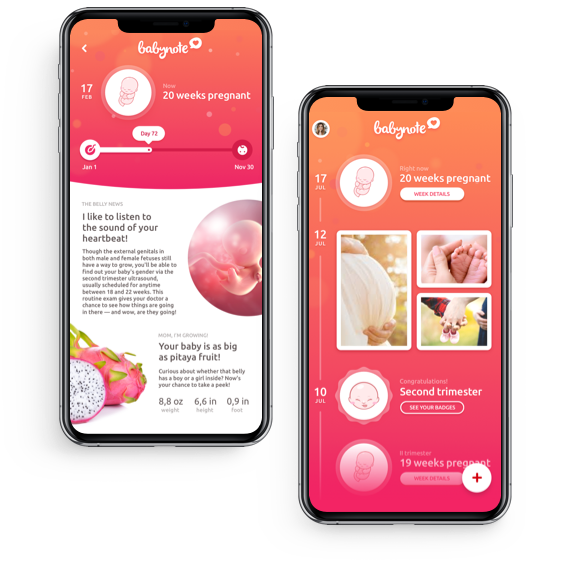 babynote
17
FEB
Now
20 weeks pregnant
Day 72
Jan 1
Nov 30
THE BELLY NEWS
I like to listen to
the sound of your
heartbeat!
Though the external genitals in
both male and female fetuses still
have a way to grow, you'll be able to
find out your baby's gender via the
second trimester ultrasound,
usually scheduled for anytime
between 18 and 22 weeks. This
routine exam gives your doctor a
chance to see how things are going
in there — and wow, are they going!
MOM, I'M GROWING!
Your baby is as big
as pitaya fruit!
Curious about whether that belly
has a boy or a girl inside? Now's
your chance to take a peek!
8,8 oz 6,6 in 0,9 in
weight height foot
babynote
17
JUL
Right now
20 weeks pregnant
WEEK DETAILS
12
JUL
10
JUL
Congratulations!
Second trimester
SEE YOUR BADGES
II trimester
19 weeks pregnant
WEEK DETAILS